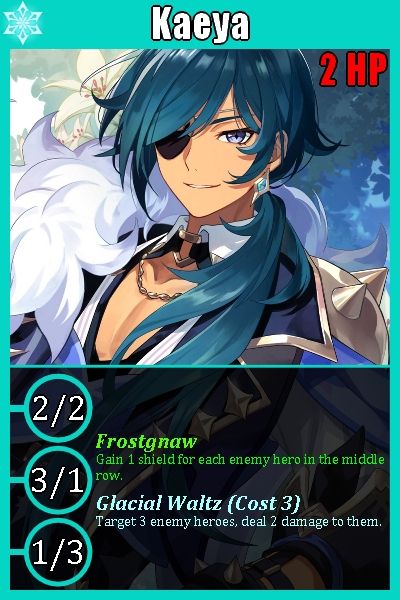 Kaeya
2 HP
2/2
Frostgnaw
Gain 1 shield for each enemy hero in the middle
row.
3/1
Glacial Waltz (Cost 3)
Target 3 enemy heroes, deal 2 damage to them.
1/3